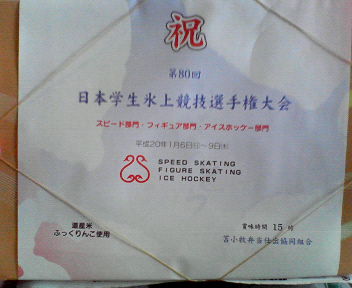 祝
第80回
日本学生氷上競技選手権大会
スピード部門・フィギュア部門・アイスホッケー部門
平成20年1月6日(日)〜9日(水)
SPEED SKATING
FIGURE SKATING
ICE HOCKEY
道産米
ふっくりんこ使用
賞味時間 15 時
苫小牧弁当仕出協同組合